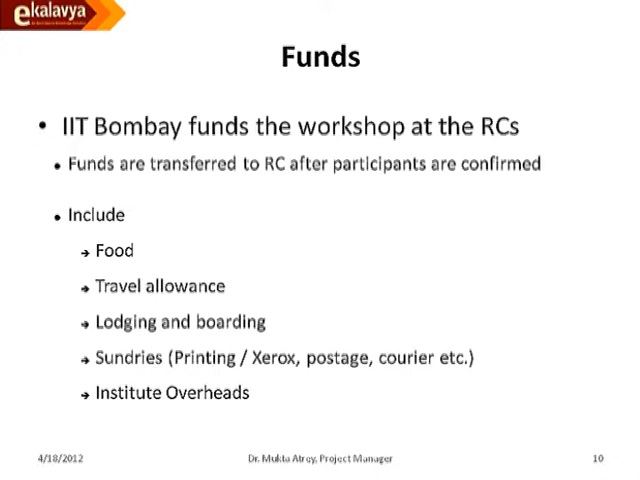 ekalavya
Funds
• IIT Bombay funds the workshop at the RCs
• Funds are transferred to RC after participants are confirmed
• Include
→ Food
→ Travel allowance
→ Lodging and boarding
→ Sundries (Printing / Xerox, postage, courier etc.)
→ Institute Overheads
4/18/2012 Dr. Mukta Atrey, Project Manager 10